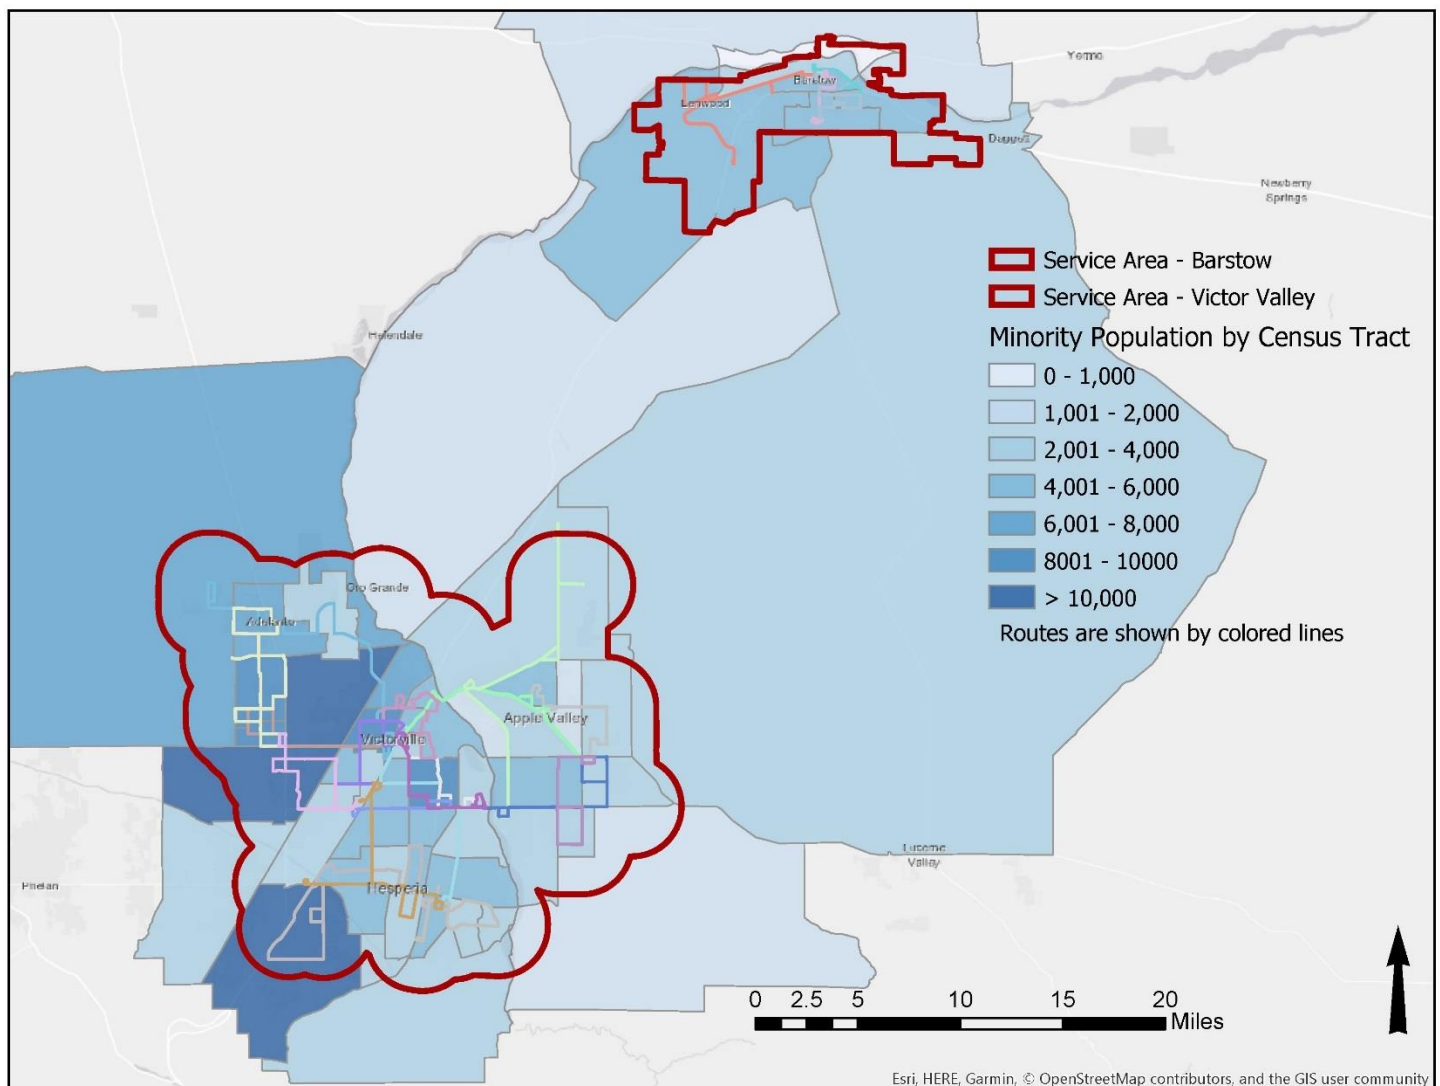 Yermo
Barstow
Lenwood
Daggett
Newberry
Springs
Service Area - Barstow
Service Area - Victor Valley
Minority Population by Census Tract
Helendale
0 - 1,000
1,001 - 2,000
2,001 - 4,000
4,001 - 6,000
6,001 - 8,000
8001 - 10000
> 10,000
Routes are shown by colored lines
Oro Grande
Adelanto
Apple Valley
Victorville
Lucerne
Valley
Phelan
Hesperia
0 2.5 5 10 15 20
Miles
Esri, HERE, Garmin, © OpenStreetMap contributors, and the GIS user community